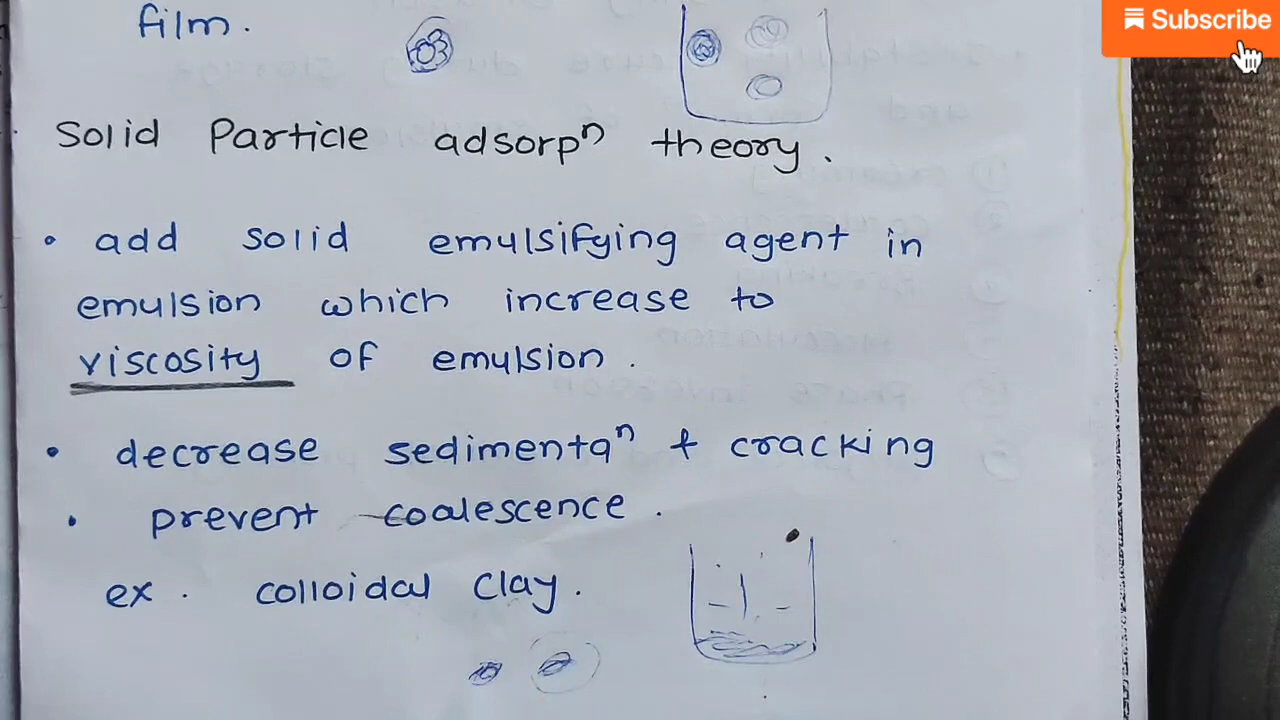 film.
Subscribe
Solid Particle adsorpⁿ theory.
• add solid emulsifying agent in
emulsion which increase to
viscosity of emulsion.
• decrease sedimentaⁿ + cracking
• prevent coalescence.
ex. colloidal clay.